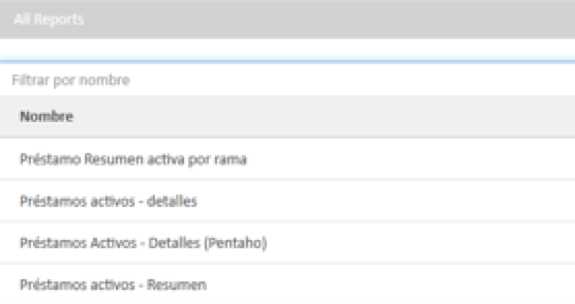 All Reports
Filtrar por nombre
Nombre
Préstamo Resumen activa por rama
Préstamos activos - detalles
Préstamos Activos - Detalles (Pentaho)
Préstamos activos - Resumen